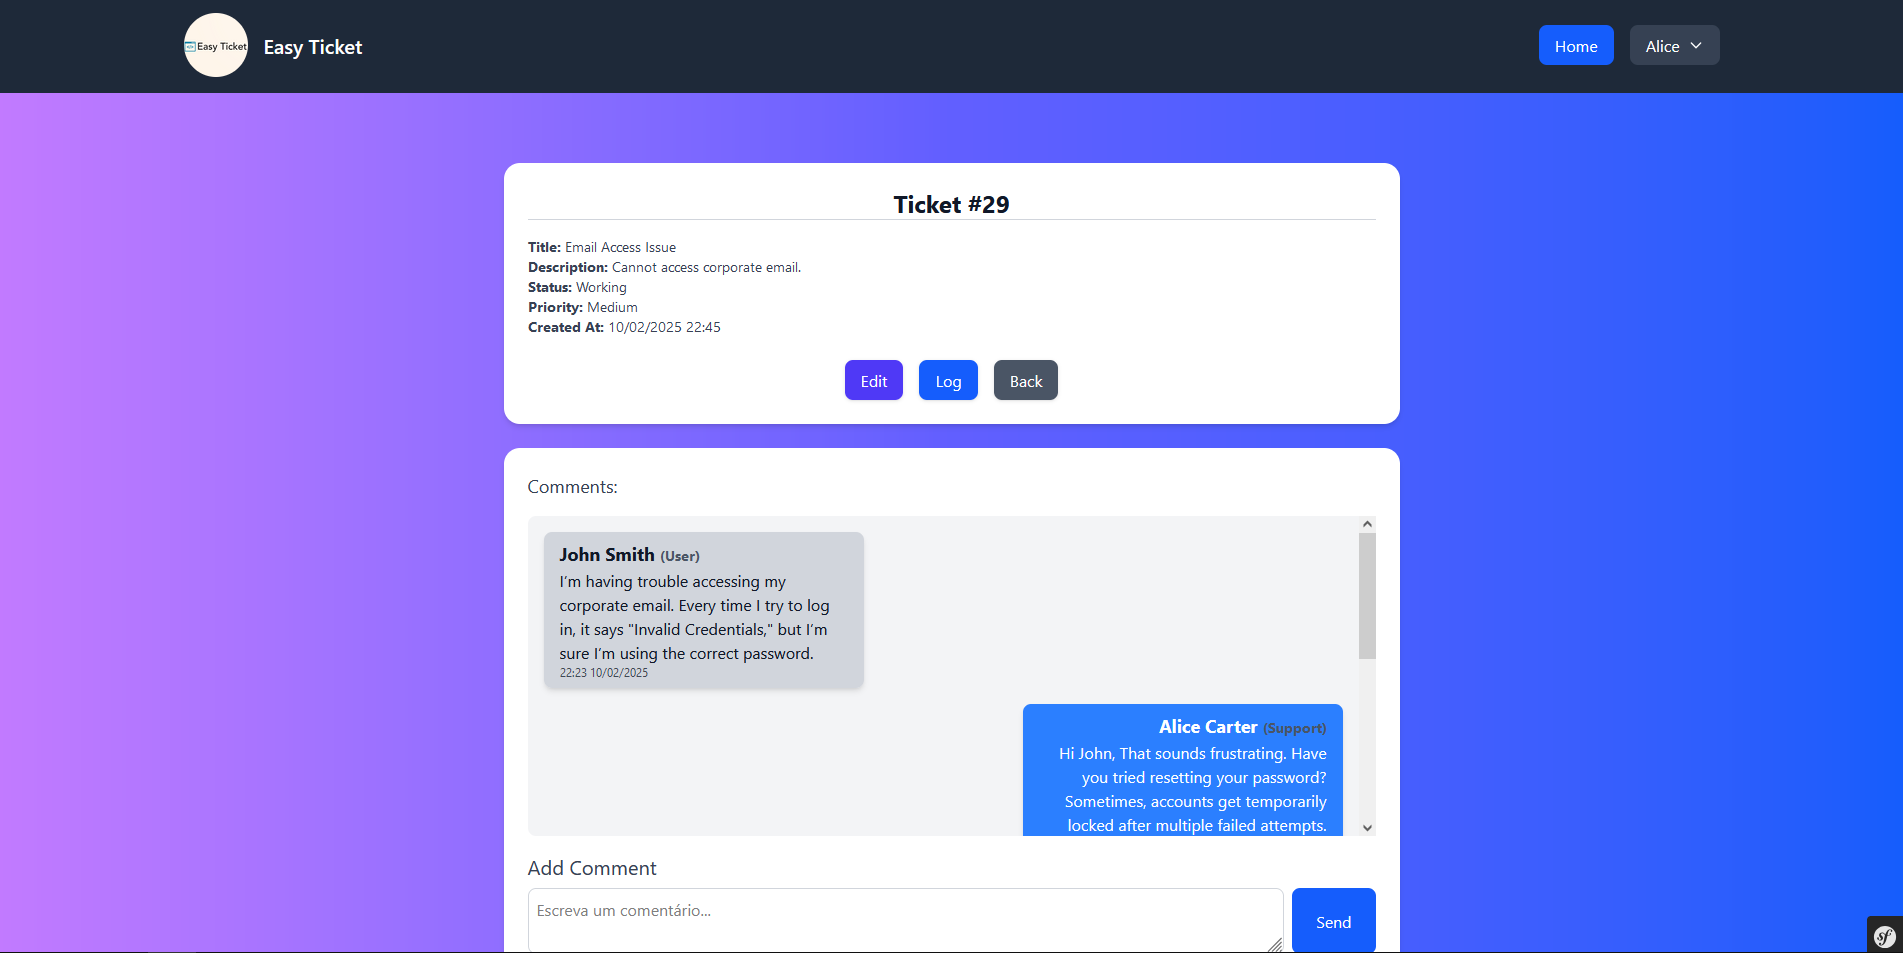 Easy Ticket
Easy Ticket
Home
Alice
Ticket #29
Title: Email Access Issue
Description: Cannot access corporate email.
Status: Working
Priority: Medium
Created At: 10/02/2025 22:45
Edit
Log
Back
Comments:
John Smith (User)
I’m having trouble accessing my
corporate email. Every time I try to log
in, it says "Invalid Credentials," but I’m
sure I’m using the correct password.
22:23 10/02/2025
Alice Carter (Support)
Hi John, That sounds frustrating. Have
you tried resetting your password?
Sometimes, accounts get temporarily
locked after multiple failed attempts.
Add Comment
Escreva um comentário...
Send
sf